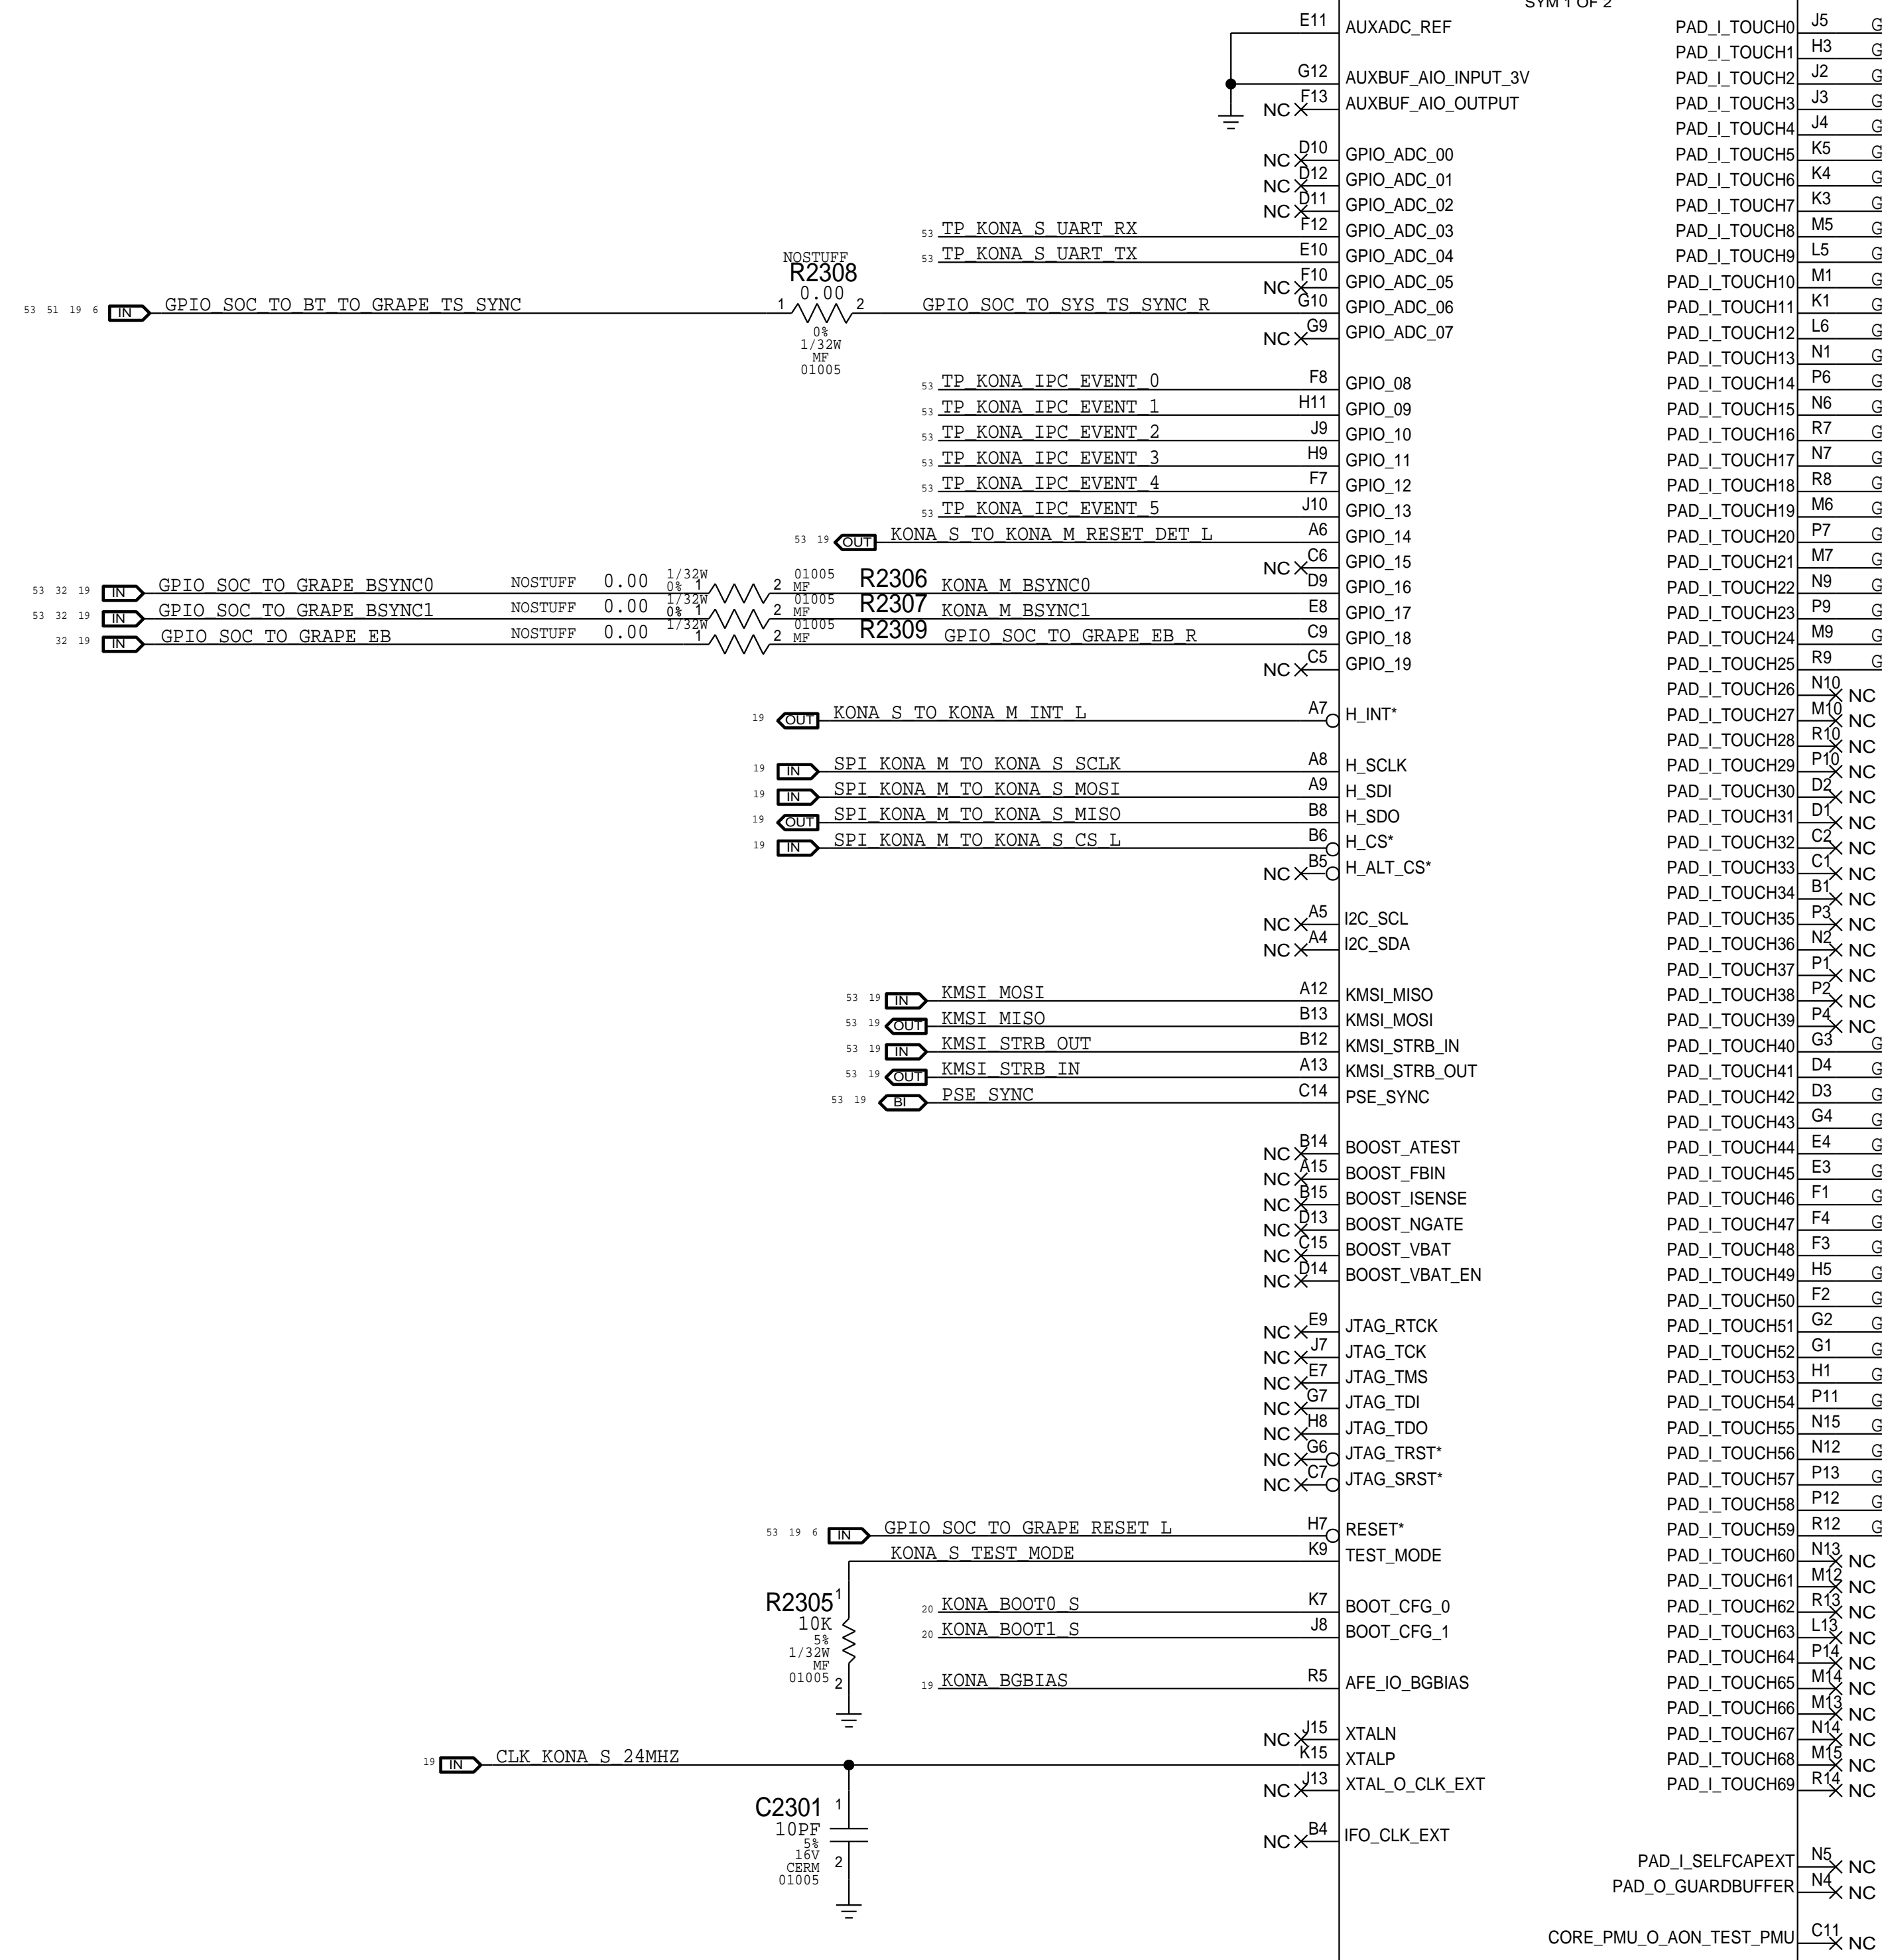 SYM 1 OF 2
E11 AUXADC_REF PAD_I_TOUCH0 J5 G
PAD_I_TOUCH1 H3 G
G12 AUXBUF_AIO_INPUT_3V PAD_I_TOUCH2 J2 G
NC F13 AUXBUF_AIO_OUTPUT PAD_I_TOUCH3 J3 G
PAD_I_TOUCH4 J4 G
NC D10 GPIO_ADC_00 PAD_I_TOUCH5 K5 G
NC D12 GPIO_ADC_01 PAD_I_TOUCH6 K4 G
NC D11 GPIO_ADC_02 PAD_I_TOUCH7 K3 G
53 TP_KONA_S_UART_RX F12 GPIO_ADC_03 PAD_I_TOUCH8 M5 G
53 TP_KONA_S_UART_TX E10 GPIO_ADC_04 PAD_I_TOUCH9 L5 G
NOSTUFF
R2308
0.00
NC F10 GPIO_ADC_05 PAD_I_TOUCH10 M1 G
53 51 19 6 IN GPIO_SOC_TO_BT_TO_GRAPE_TS_SYNC 1 2 GPIO_SOC_TO_SYS_TS_SYNC_R G10 GPIO_ADC_06 PAD_I_TOUCH11 K1 G
0%
1/32W
MF
01005
NC G9 GPIO_ADC_07 PAD_I_TOUCH12 L6 G
PAD_I_TOUCH13 N1 G
53 TP_KONA_IPC_EVENT_0 F8 GPIO_08 PAD_I_TOUCH14 P6 G
53 TP_KONA_IPC_EVENT_1 H11 GPIO_09 PAD_I_TOUCH15 N6 G
53 TP_KONA_IPC_EVENT_2 J9 GPIO_10 PAD_I_TOUCH16 R7 G
53 TP_KONA_IPC_EVENT_3 H9 GPIO_11 PAD_I_TOUCH17 N7 G
53 TP_KONA_IPC_EVENT_4 F7 GPIO_12 PAD_I_TOUCH18 R8 G
53 TP_KONA_IPC_EVENT_5 J10 GPIO_13 PAD_I_TOUCH19 M6 G
53 19 OUT KONA_S_TO_KONA_M_RESET_DET_L A6 GPIO_14 PAD_I_TOUCH20 P7 G
NC C6 GPIO_15 PAD_I_TOUCH21 M7 G
53 32 19 IN GPIO_SOC_TO_GRAPE_BSYNC0 NOSTUFF 0.00 1/32W 0% 1 2 01005 MF R2306 KONA_M_BSYNC0 D9 GPIO_16 PAD_I_TOUCH22 N9 G
53 32 19 IN GPIO_SOC_TO_GRAPE_BSYNC1 NOSTUFF 0.00 1/32W 0% 1 2 01005 MF R2307 KONA_M_BSYNC1 E8 GPIO_17 PAD_I_TOUCH23 P9 G
32 19 IN GPIO_SOC_TO_GRAPE_EB NOSTUFF 0.00 1/32W 1 2 01005 MF R2309 GPIO_SOC_TO_GRAPE_EB_R C9 GPIO_18 PAD_I_TOUCH24 M9 G
NC C5 GPIO_19 PAD_I_TOUCH25 R9 G
PAD_I_TOUCH26 N10 NC
19 OUT KONA_S_TO_KONA_M_INT_L A7 H_INT* PAD_I_TOUCH27 M10 NC
PAD_I_TOUCH28 R10 NC
19 IN SPI_KONA_M_TO_KONA_S_SCLK A8 H_SCLK PAD_I_TOUCH29 P10 NC
19 IN SPI_KONA_M_TO_KONA_S_MOSI A9 H_SDI PAD_I_TOUCH30 D2 NC
19 OUT SPI_KONA_M_TO_KONA_S_MISO B8 H_SDO PAD_I_TOUCH31 D1 NC
19 IN SPI_KONA_M_TO_KONA_S_CS_L B6 H_CS* PAD_I_TOUCH32 C2 NC
NC B5 H_ALT_CS* PAD_I_TOUCH33 C1 NC
PAD_I_TOUCH34 B1 NC
NC A5 I2C_SCL PAD_I_TOUCH35 P3 NC
NC A4 I2C_SDA PAD_I_TOUCH36 N2 NC
PAD_I_TOUCH37 P1 NC
53 19 IN KMSI_MOSI A12 KMSI_MISO PAD_I_TOUCH38 P2 NC
53 19 OUT KMSI_MISO B13 KMSI_MOSI PAD_I_TOUCH39 P4 NC
53 19 IN KMSI_STRB_OUT B12 KMSI_STRB_IN PAD_I_TOUCH40 G3 G
53 19 OUT KMSI_STRB_IN A13 KMSI_STRB_OUT PAD_I_TOUCH41 D4 G
53 19 BI PSE_SYNC C14 PSE_SYNC PAD_I_TOUCH42 D3 G
PAD_I_TOUCH43 G4 G
NC B14 BOOST_ATEST PAD_I_TOUCH44 E4 G
NC A15 BOOST_FBIN PAD_I_TOUCH45 E3 G
NC B15 BOOST_ISENSE PAD_I_TOUCH46 F1 G
NC D13 BOOST_NGATE PAD_I_TOUCH47 F4 G
NC C15 BOOST_VBAT PAD_I_TOUCH48 F3 G
NC D14 BOOST_VBAT_EN PAD_I_TOUCH49 H5 G
PAD_I_TOUCH50 F2 G
NC E9 JTAG_RTCK PAD_I_TOUCH51 G2 G
NC J7 JTAG_TCK PAD_I_TOUCH52 G1 G
NC E7 JTAG_TMS PAD_I_TOUCH53 H1 G
NC G7 JTAG_TDI PAD_I_TOUCH54 P11 G
NC H8 JTAG_TDO PAD_I_TOUCH55 N15 G
NC G6 JTAG_TRST* PAD_I_TOUCH56 N12 G
NC C7 JTAG_SRST* PAD_I_TOUCH57 P13 G
PAD_I_TOUCH58 P12 G
53 19 6 IN GPIO_SOC_TO_GRAPE_RESET_L H7 RESET* PAD_I_TOUCH59 R12 G
KONA_S_TEST_MODE K9 TEST_MODE PAD_I_TOUCH60 N13 NC
PAD_I_TOUCH61 M12 NC
R2305 1
10K
5%
1/32W
MF
01005 2
20 KONA_BOOT0_S K7 BOOT_CFG_0 PAD_I_TOUCH62 R13 NC
20 KONA_BOOT1_S J8 BOOT_CFG_1 PAD_I_TOUCH63 L13 NC
PAD_I_TOUCH64 P14 NC
19 KONA_BGBIAS R5 AFE_IO_BGBIAS PAD_I_TOUCH65 M14 NC
PAD_I_TOUCH66 M13 NC
NC J15 XTALN PAD_I_TOUCH67 N14 NC
19 IN CLK_KONA_S_24MHZ K15 XTALP PAD_I_TOUCH68 M15 NC
NC J13 XTAL_O_CLK_EXT PAD_I_TOUCH69 R14 NC
C2301 1
10PF
5%
16V
CERM 2
01005
NC B4 IFO_CLK_EXT
PAD_I_SELFCAPEXT N5 NC
PAD_O_GUARDBUFFER N4 NC
CORE_PMU_O_AON_TEST_PMU C11 NC